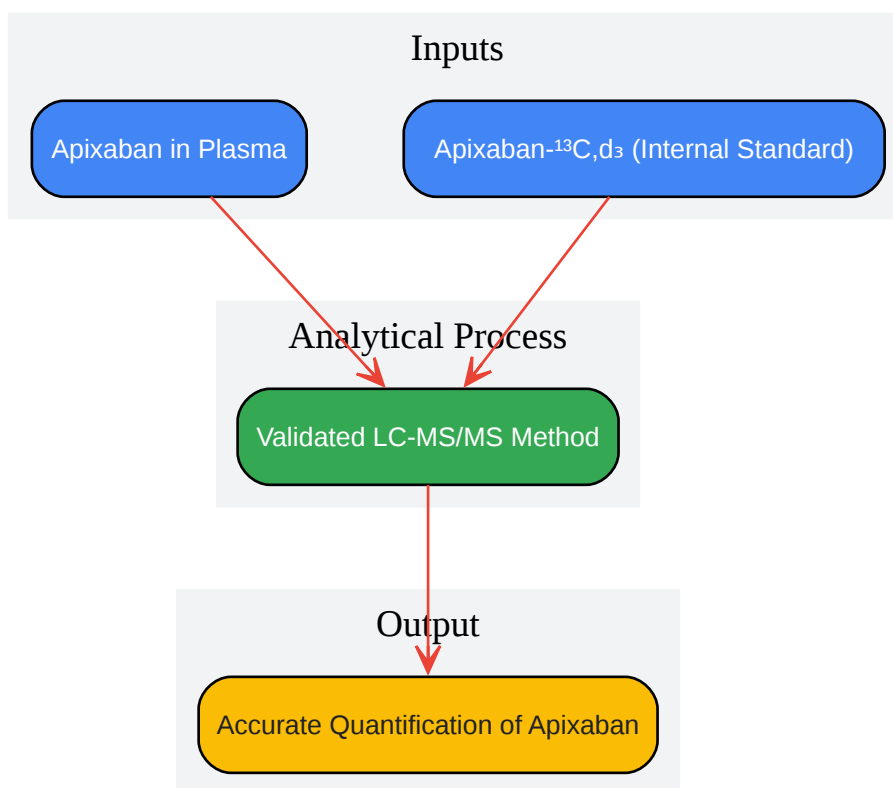 Inputs
Apixaban in Plasma
Apixaban-¹³C,d₃ (Internal Standard)
Analytical Process
Validated LC-MS/MS Method
Output
Accurate Quantification of Apixaban